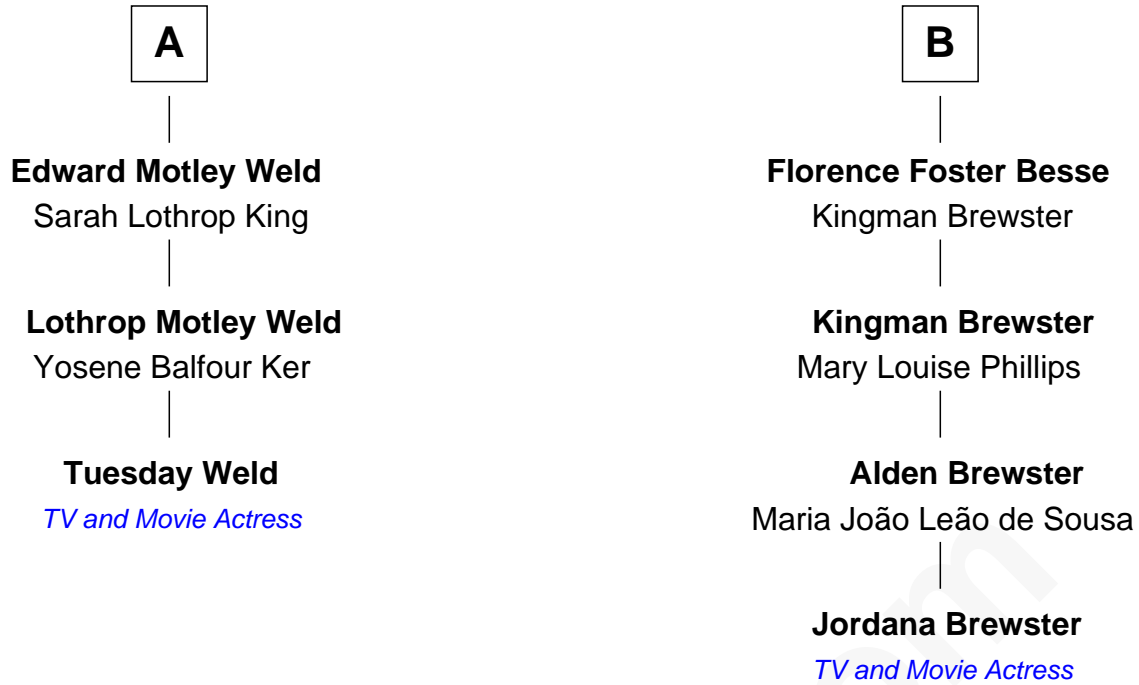 A
Edward Motley Weld
Sarah Lothrop King
Lothrop Motley Weld
Yosene Balfour Ker
Tuesday Weld
TV and Movie Actress
B
Florence Foster Besse
Kingman Brewster
Kingman Brewster
Mary Louise Phillips
Alden Brewster
Maria João Leão de Sousa
Jordana Brewster
TV and Movie Actress